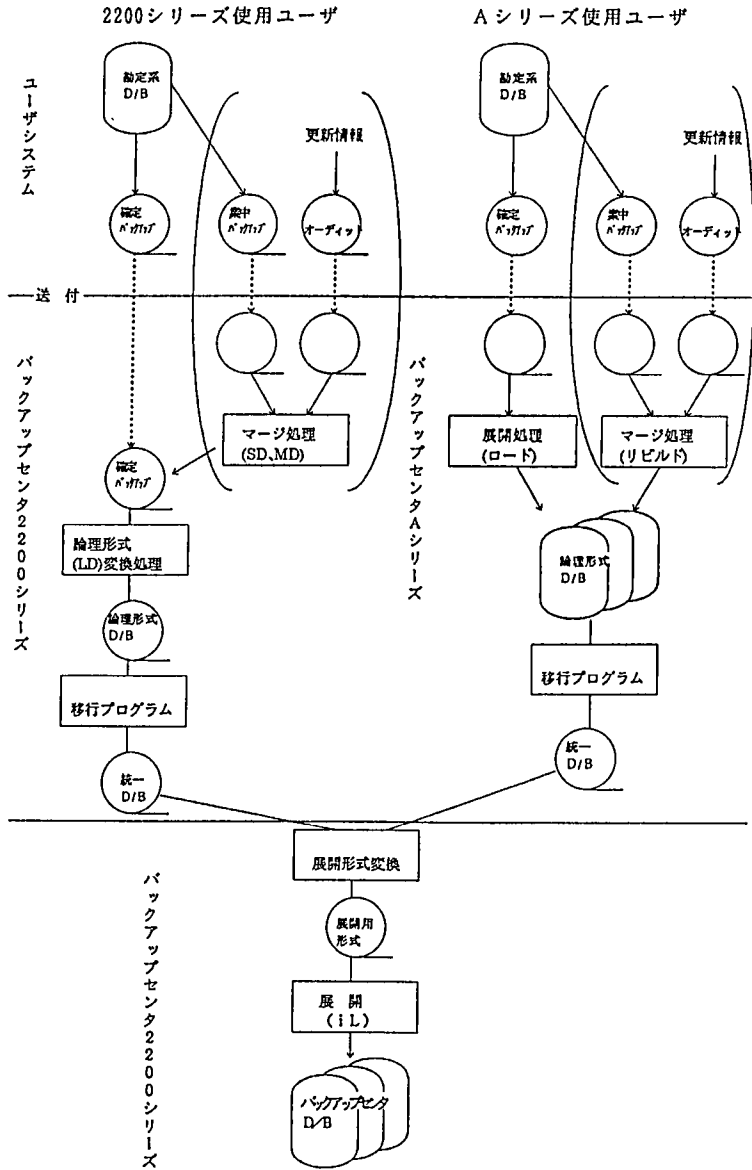 2200シリーズ使用ユーザ
Aシリーズ使用ユーザ
ユーザシステム
勘定系
D/B
更新情報
確定
バックアップ
業中
バックアップ
オーディット
勘定系
D/B
更新情報
確定
バックアップ
業中
バックアップ
オーディット
送付
バックアップセンタ2200シリーズ
マージ処理
(SD、MD)
確定
バックアップ
論理形式
(LD)変換処理
論理形式
D/B
移行プログラム
統一
D/B
バックアップセンタAシリーズ
展開処理
(ロード)
マージ処理
(リビルド)
論理形式
D/B
移行プログラム
統一
D/B
バックアップセンタ2200シリーズ
展開形式変換
展開用
形式
展開
(iL)
バックアップセンタ
D/B